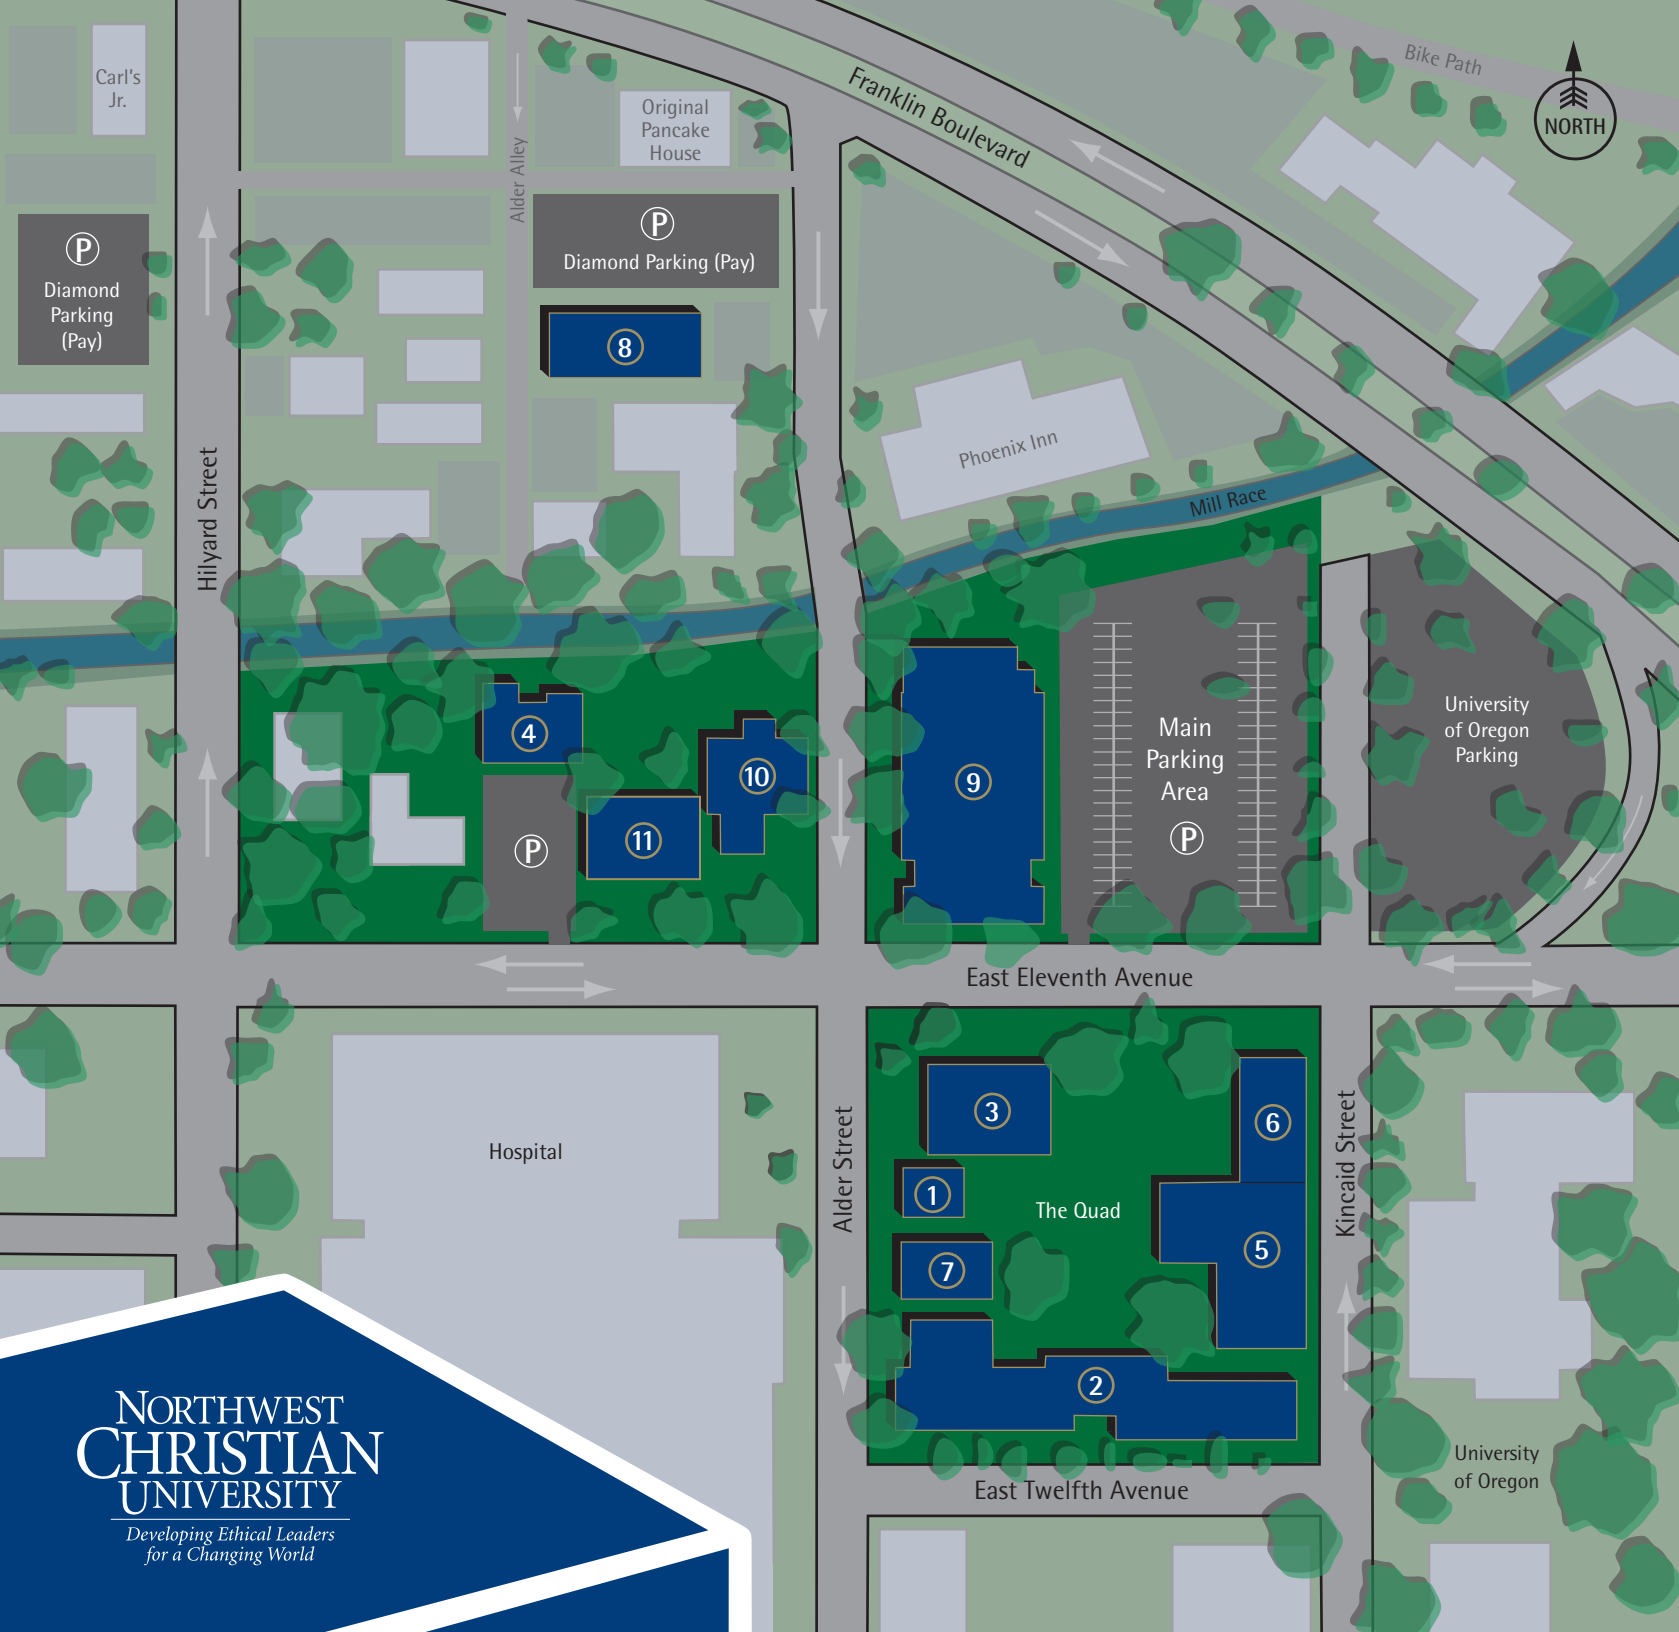 Carl's
Jr.
Original
Pancake
House
Alder Alley
Franklin Boulevard
Bike Path
NORTH
P
Diamond
Parking
(Pay)
P
Diamond Parking (Pay)
8
Phoenix Inn
Mill Race
Hilyard Street
4
10
11
P
9
Main
Parking
Area
P
University
of Oregon
Parking
East Eleventh Avenue
Hospital
Alder Street
3
6
1
The Quad
Kincaid Street
5
7
2
East Twelfth Avenue
University
of Oregon
NORTHWEST
CHRISTIAN
UNIVERSITY
Developing Ethical Leaders
for a Changing World